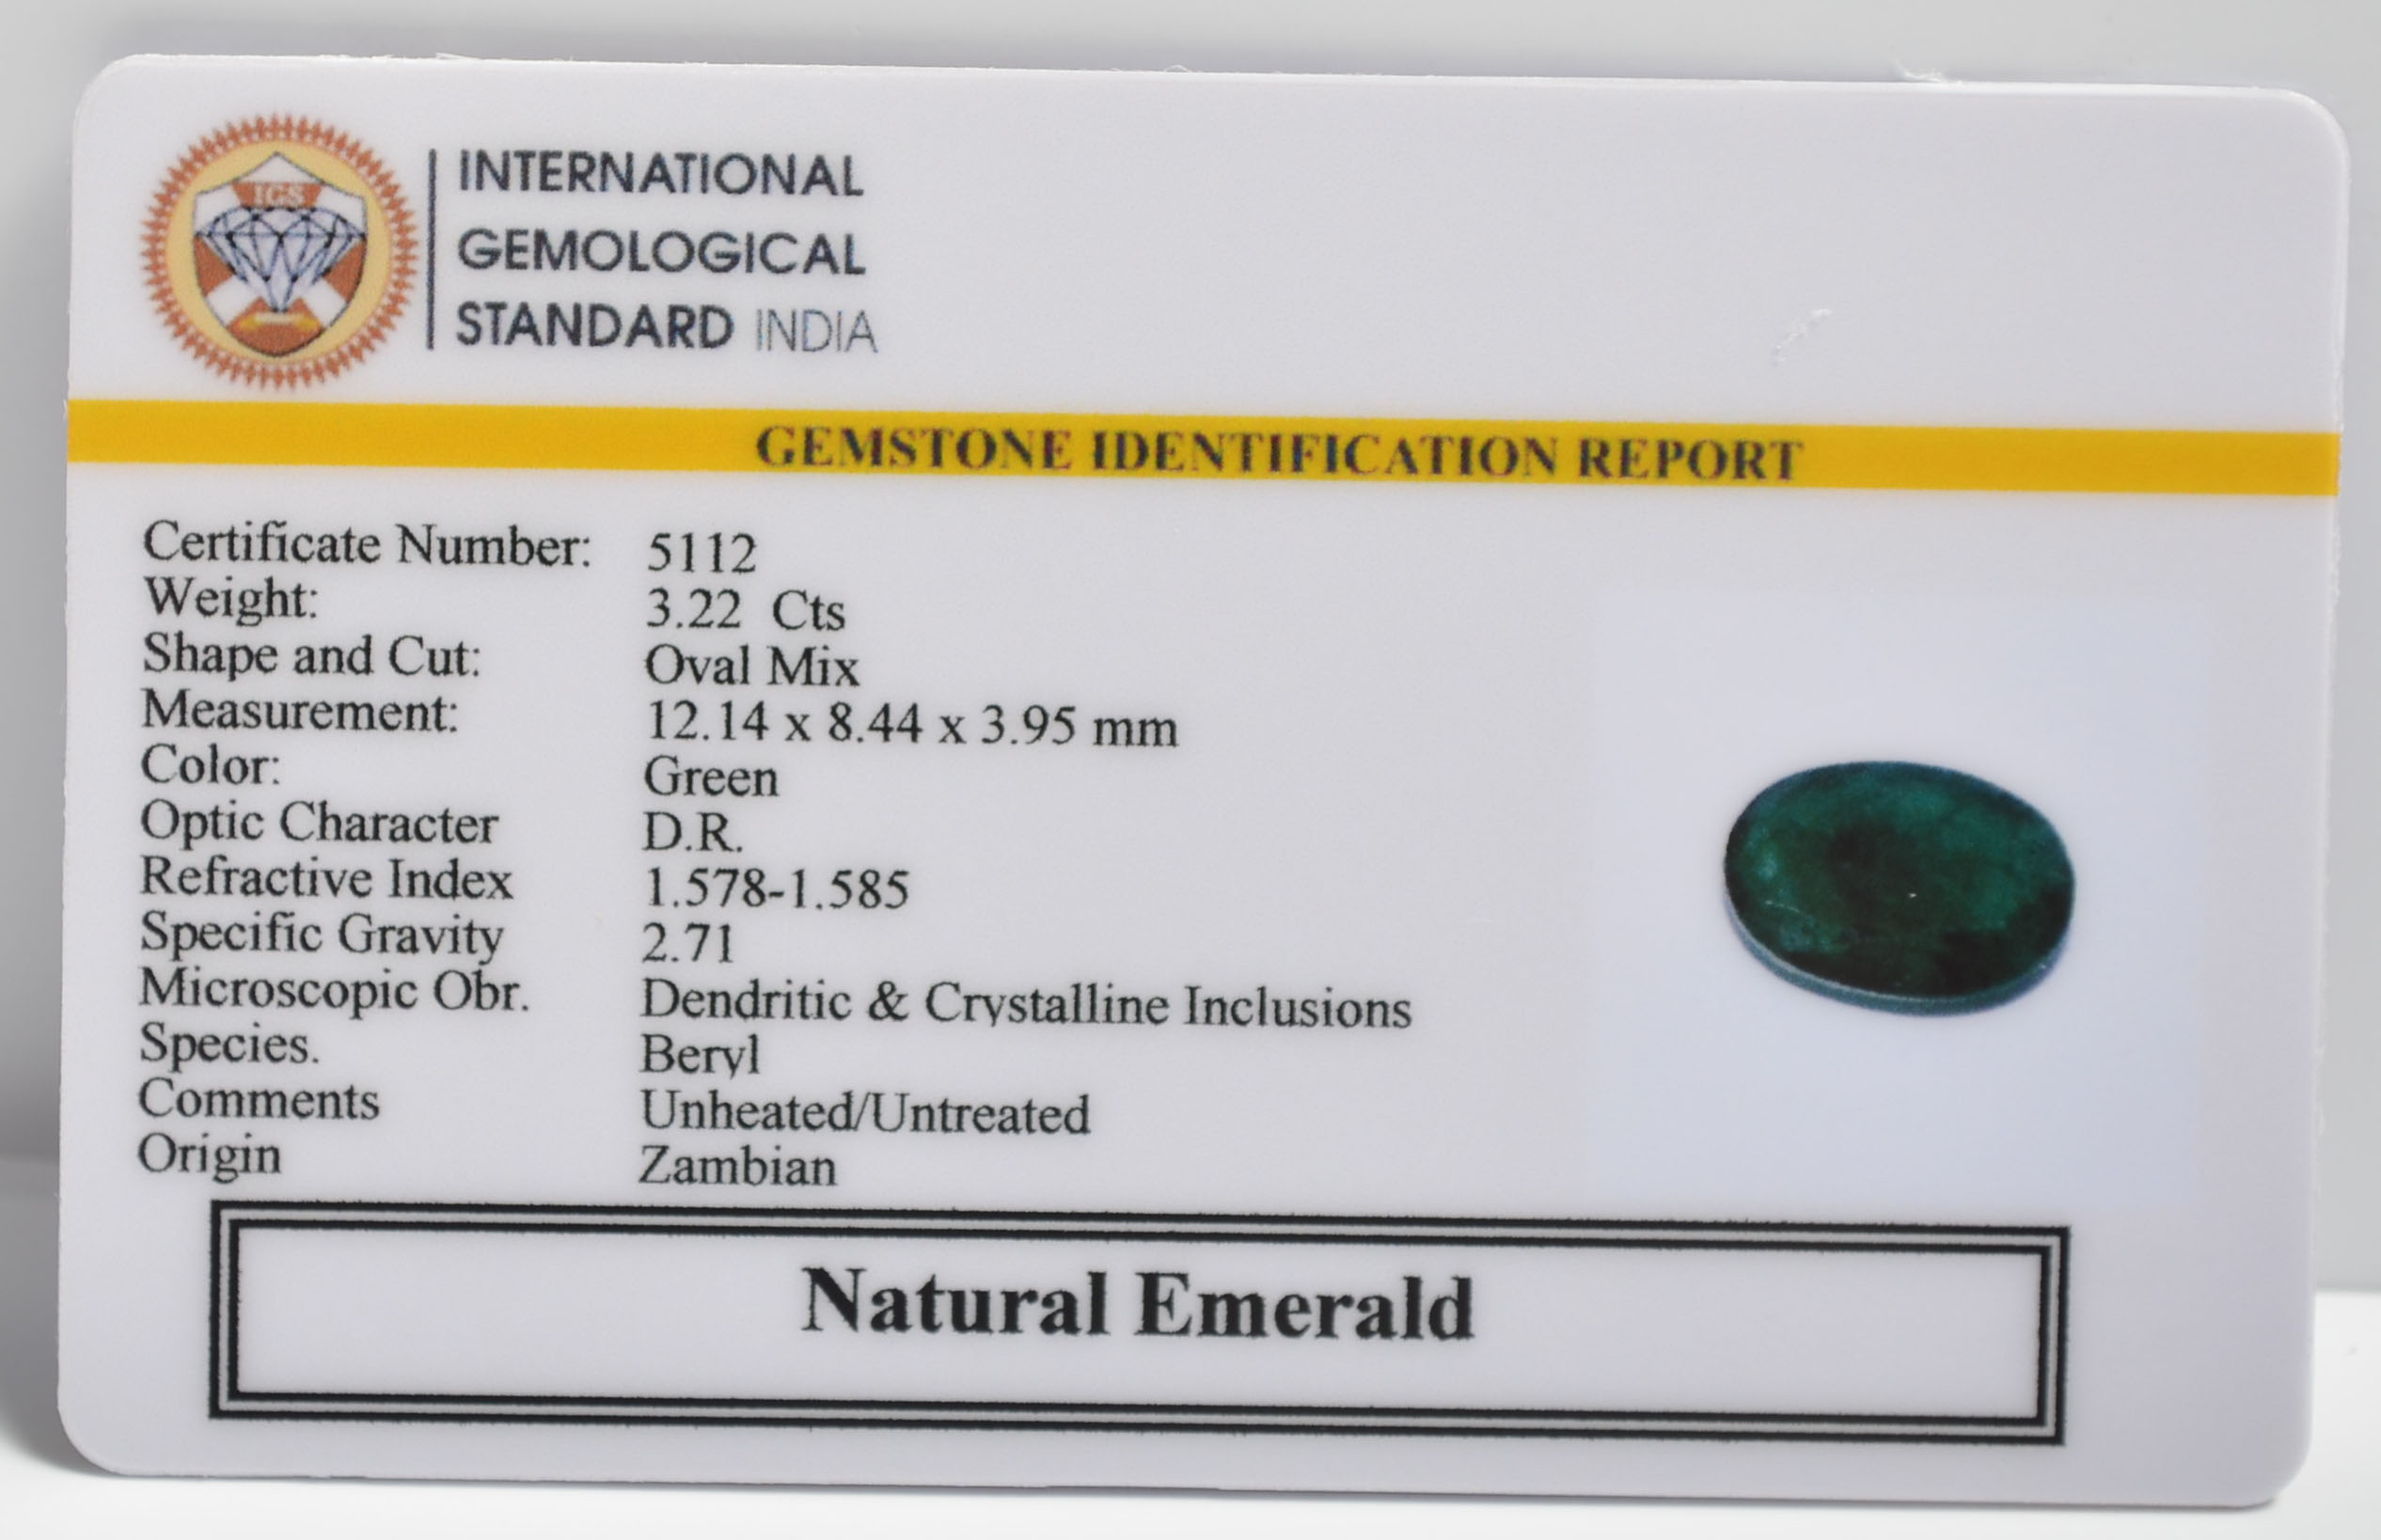 IGS
INTERNATIONAL
GEMOLOGICAL
STANDARD INDIA
GEMSTONE IDENTIFICATION REPORT
Certificate Number: 5112
Weight: 3.22 Cts
Shape and Cut: Oval Mix
Measurement: 12.14 x 8.44 x 3.95 mm
Color: Green
Optic Character D.R.
Refractive Index 1.578-1.585
Specific Gravity 2.71
Microscopic Obr. Dendritic & Crystalline Inclusions
Species. Beryl
Comments Unheated/Untreated
Origin Zambian
Natural Emerald